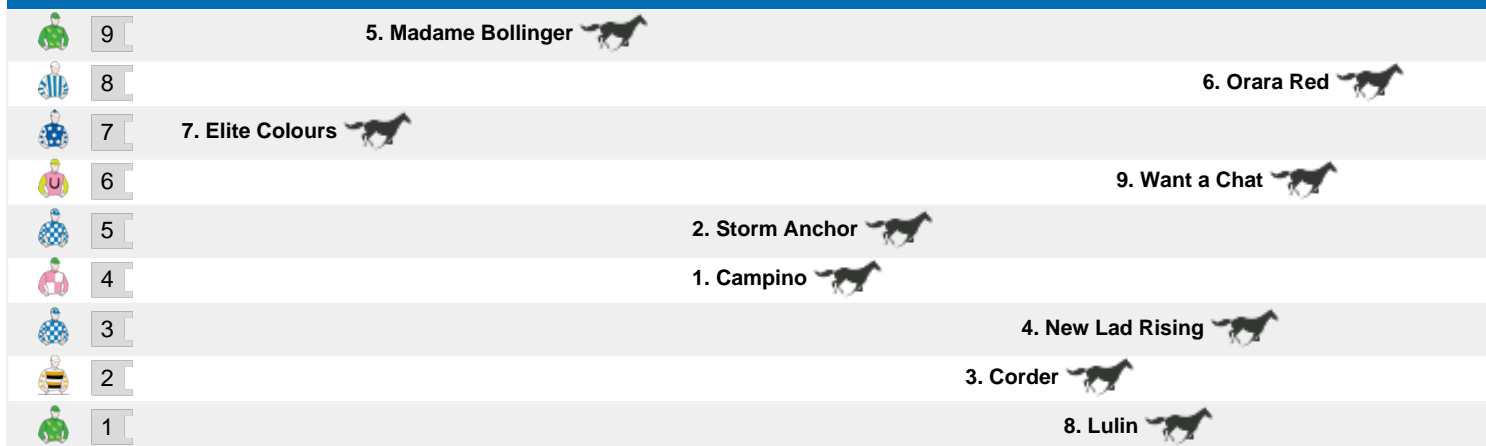 9 5. Madame Bollinger
8 6. Orara Red
7 7. Elite Colours
6 U 9. Want a Chat
5 2. Storm Anchor
4 1. Campino
3 4. New Lad Rising
2 3. Corder
1 8. Lulin